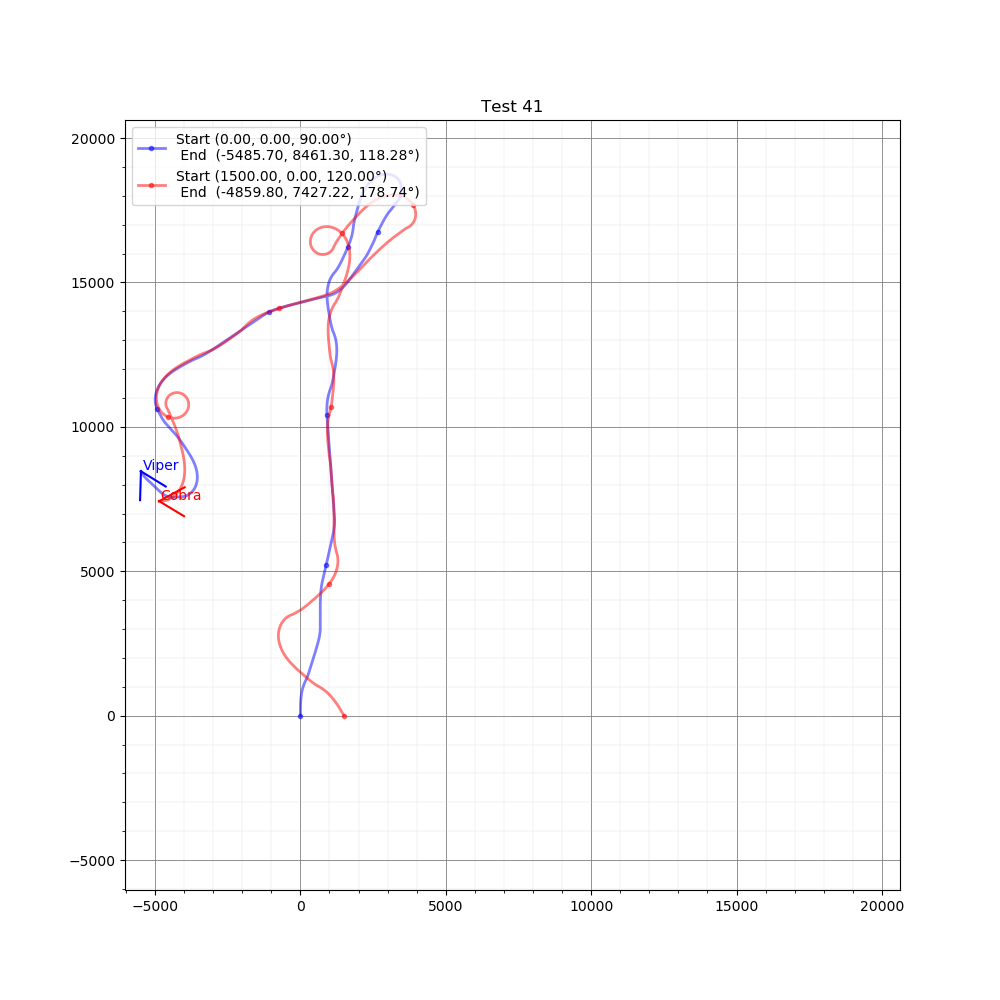 Test 41
Start (0.00, 0.00, 90.00°)
End (-5485.70, 8461.30, 118.28°)
Start (1500.00, 0.00, 120.00°)
End (-4859.80, 7427.22, 178.74°)
20000
15000
10000
5000
0
−5000
Viper
Cobra
−5000
0
5000
10000
15000
20000